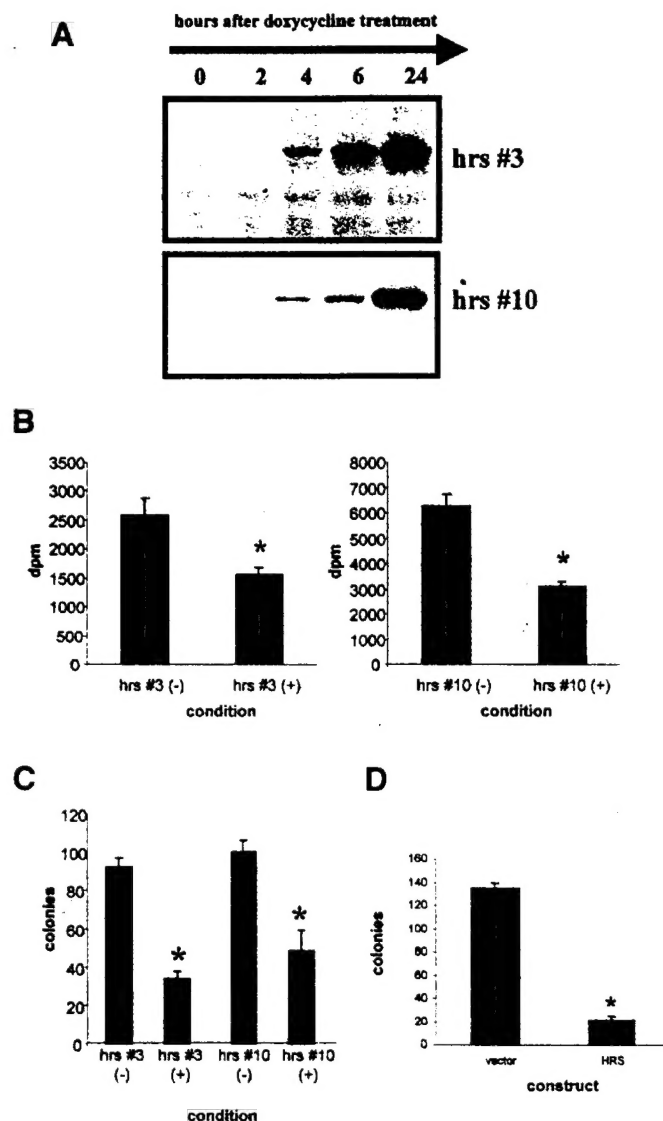 A
hours after doxycycline treatment
0 2 4 6 24
hrs #3
hrs #10
B
3500
3000
2500
2000
1500
1000
500
0
dpm
*
hrs #3 (-) hrs #3 (+)
condition
8000
7000
6000
5000
4000
3000
2000
1000
0
dpm
*
hrs #10 (-) hrs #10 (+)
condition
C
120
100
80
60
40
20
0
colonies
*
*
hrs #3 (-) hrs #3 (+) hrs #10 (-) hrs #10 (+)
condition
D
160
140
120
100
80
60
40
20
0
colonies
*
vector HRS
construct